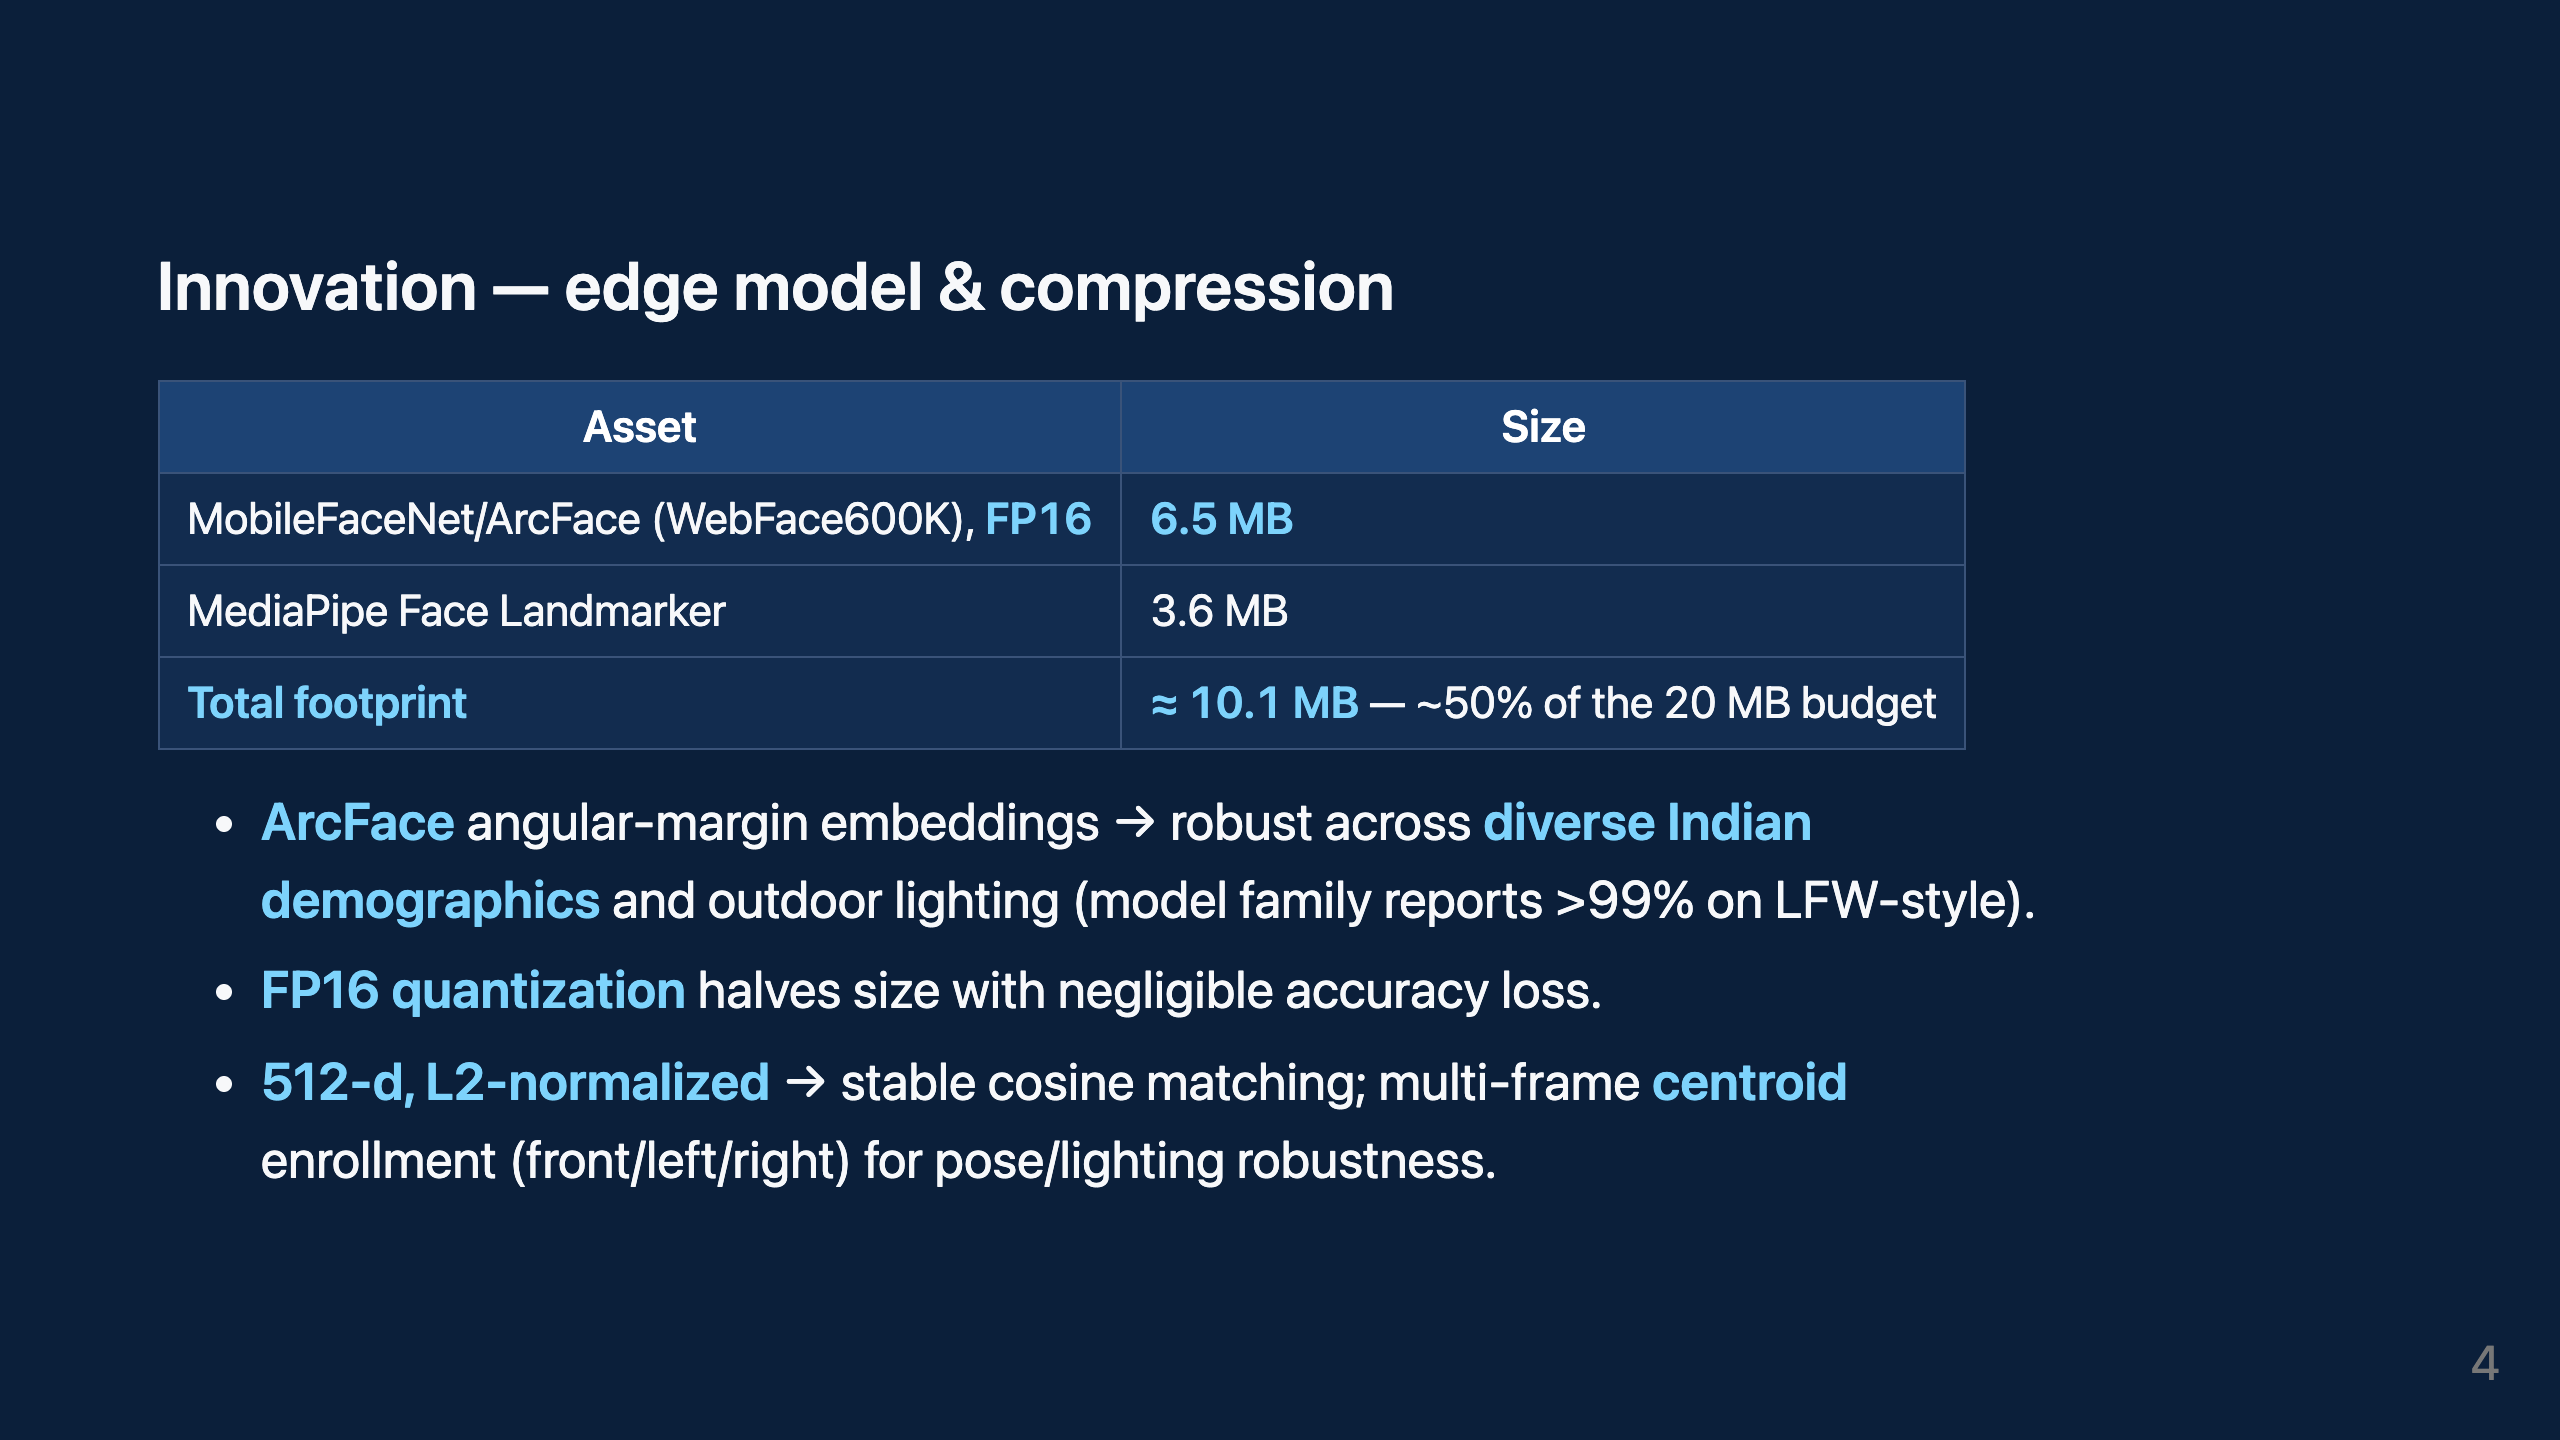 Innovation — edge model & compression
Asset Size
MobileFaceNet/ArcFace (WebFace600K), FP16 6.5 MB
MediaPipe Face Landmarker 3.6 MB
Total footprint ≈ 10.1 MB — ~50% of the 20 MB budget
• ArcFace angular-margin embeddings → robust across diverse Indian
demographics and outdoor lighting (model family reports >99% on LFW-style).
• FP16 quantization halves size with negligible accuracy loss.
• 512-d, L2-normalized → stable cosine matching; multi-frame centroid
enrollment (front/left/right) for pose/lighting robustness.
4